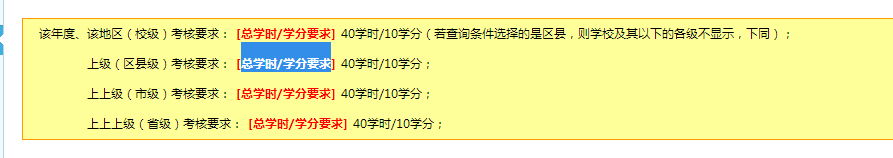 该年度、该地区（校级）考核要求： [总学时/学分要求] 40学时/10学分（若查询条件选择的是区县，则学校及其以下的各级不显示，下同）；
上级（区县级）考核要求： [总学时/学分要求] 40学时/10学分；
上上级（市级）考核要求： [总学时/学分要求] 40学时/10学分；
上上上级（省级）考核要求： [总学时/学分要求] 40学时/10学分；